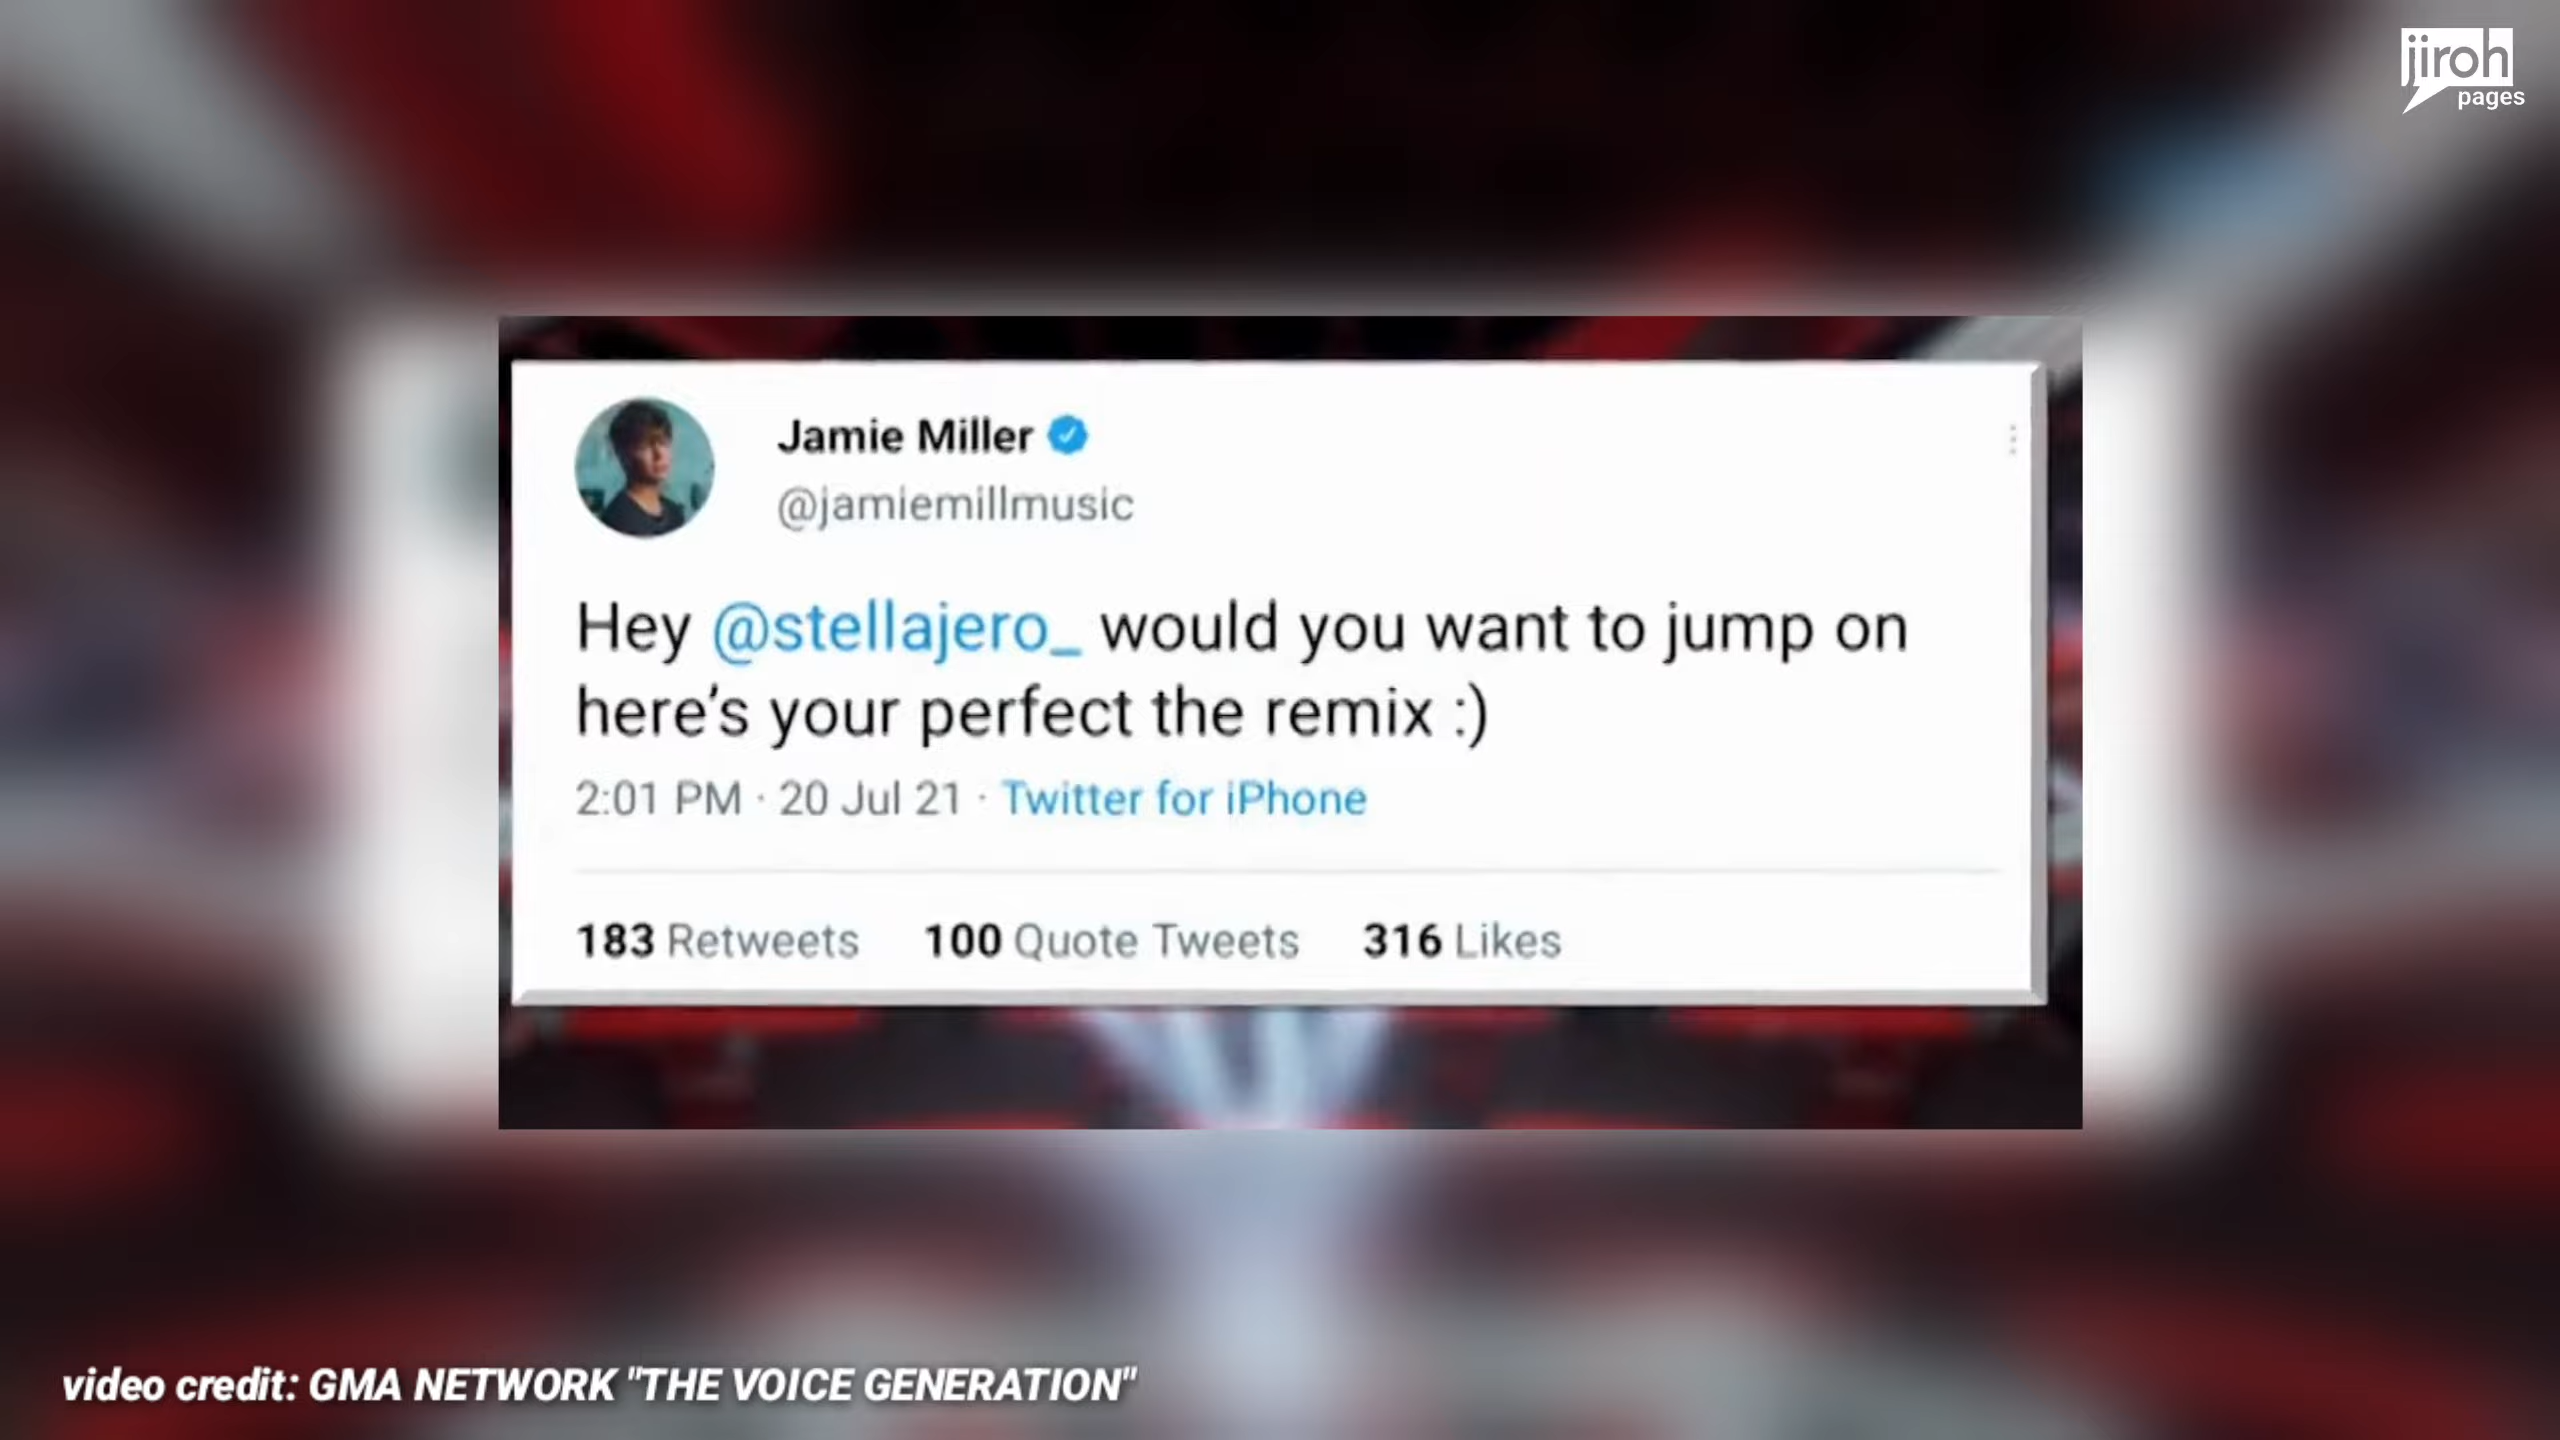 jiroh
pages
Jamie Miller
@jamiemillmusic
Hey @stellajero_ would you want to jump on
here's your perfect the remix :)
2:01 PM · 20 Jul 21 · Twitter for iPhone
183 Retweets 100 Quote Tweets 316 Likes
video credit: GMA NETWORK "THE VOICE GENERATION"